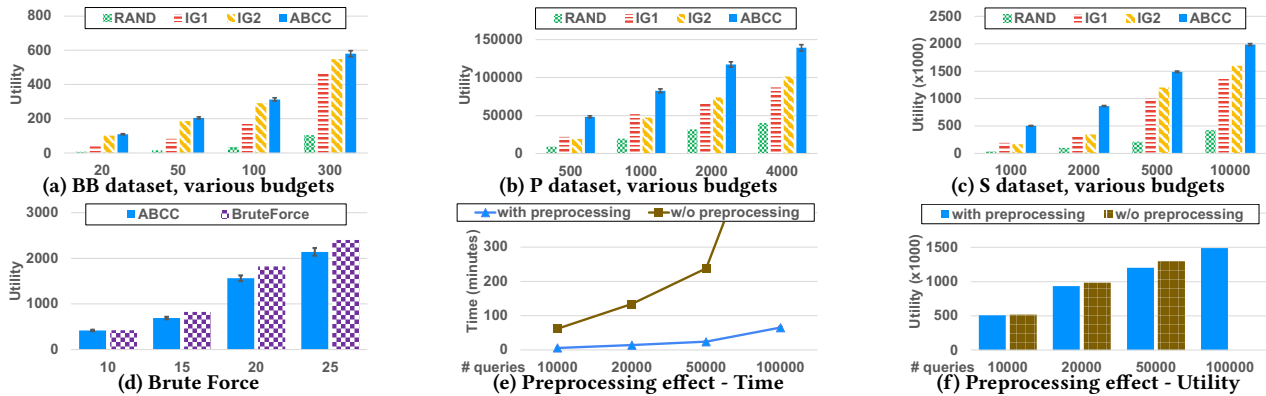 RAND IG1 IG2 ABCC
800
600
400
200
0
Utility
20 50 100 300
(a) BB dataset, various budgets
RAND IG1 IG2 ABCC
150000
100000
50000
0
Utility
500 1000 2000 4000
(b) P dataset, various budgets
RAND IG1 IG2 ABCC
2500
2000
1500
1000
500
0
Utility (x1000)
1000 2000 5000 10000
(c) S dataset, various budgets
ABCC BruteForce
3000
2000
1000
0
Utility
10 15 20 25
(d) Brute Force
with preprocessing w/o preprocessing
300
200
100
0
Time (minutes)
# queries 10000 20000 50000 100000
(e) Preprocessing effect - Time
with preprocessing w/o preprocessing
1500
1000
500
0
Utility (x1000)
# queries 10000 20000 50000 100000
(f) Preprocessing effect - Utility